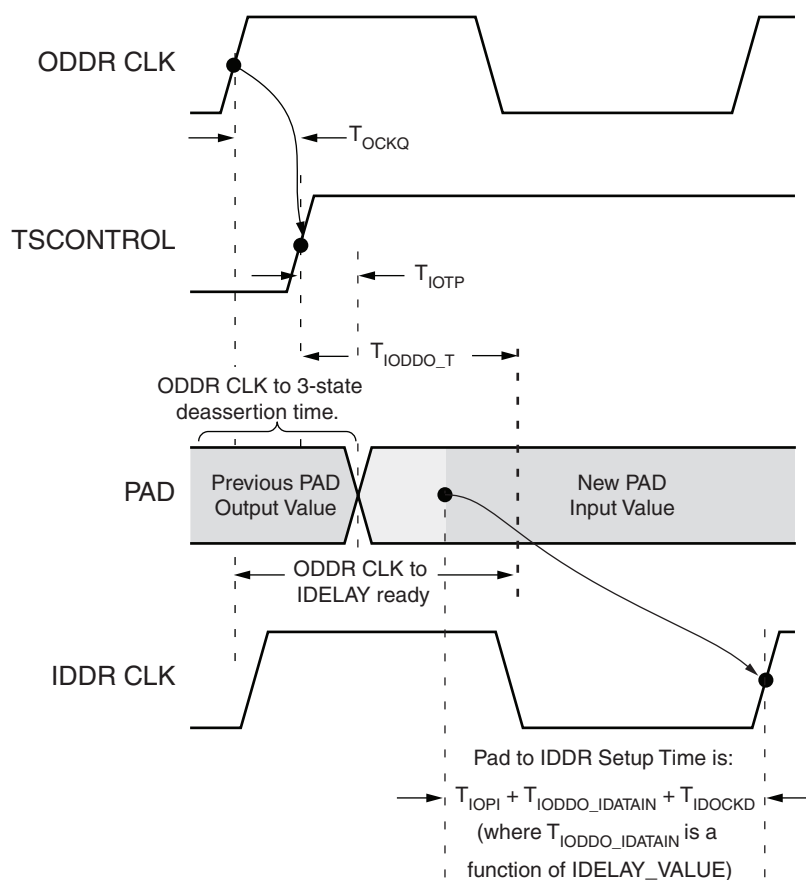 ODDR CLK
T_OCKQ
TSCONTROL
T_IOTP
T_IODDO_T
ODDR CLK to 3-state
deassertion time.
PAD
Previous PAD
Output Value
New PAD
Input Value
ODDR CLK to
IDELAY ready
IDDR CLK
Pad to IDDR Setup Time is:
T_IOPI + T_IODDO_IDATAIN + T_IDOCKD
(where T_IODDO_IDATAIN is a
function of IDELAY_VALUE)